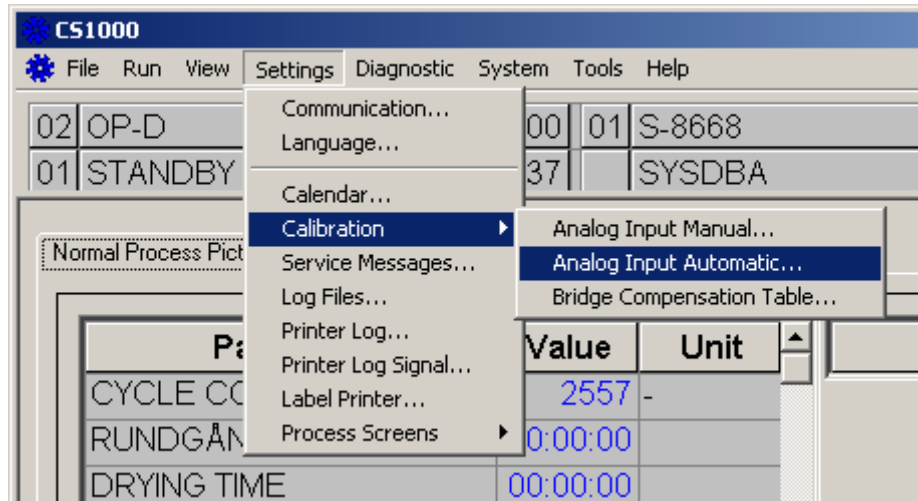 CS1000
File Run View Settings Diagnostic System Tools Help
02 OP-D 00 01 S-8668
01 STANDBY 37 SYSDBA
Communication...
Language...
Calendar...
Calibration
Service Messages...
Log Files...
Printer Log...
Printer Log Signal...
Label Printer...
Process Screens
Analog Input Manual...
Analog Input Automatic...
Bridge Compensation Table...
Normal Process Pict
Value Unit
CYCLE 2557 -
00:00:00
DRYING TIME 00:00:00